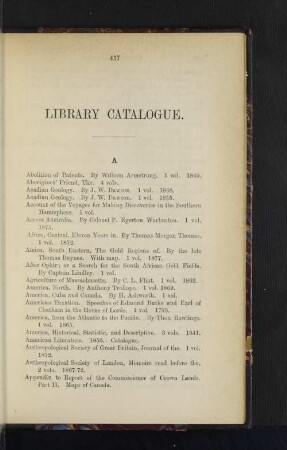 437
LIBRARY CATALOGUE.
A
Abolition of Patents. By William Armstrong. 1 vol. 1865.
Aborigines' Friend, The. 4 vols.
Acadian Geology. By J. W. Dawson. 1 vol. 1868.
Acadian Geology. By J. W. Dawson. 1 vol. 1855.
Account of the Voyages for Making Discoveries in the Southern
Hemisphere. 1 vol.
Across Australia. By Colonel P. Egerton Warburton. 1 vol.
1875.
Africa, Central, Eleven Years in. By Thomas Morgan Thomas.
1 vol. 1872.
Africa, South Eastern, The Gold Regions of. By the late
Thomas Baynes. With map. 1 vol. 1877.
After Ophir; or a Search for the South African Gold Fields.
By Captain Lindley. 1 vol.
Agriculture of Massachusetts. By C. L. Flint. 1 vol. 1862.
America, North. By Anthony Trollope. 1 vol. 1866.
America, Cuba and Canada. By H. Ashworth. 1 vol.
American Taxation. Speeches of Edmund Burke and Earl of
Chatham in the House of Lords. 1 vol. 1775.
America, from the Atlantic to the Pacific. By Thos. Rawlings.
1 vol. 1865.
America, Historical, Statistic, and Descriptive. 3 vols. 1841.
American Literature. 1856. Catalogue.
Anthropological Society of Great Britain, Journal of the. 1 vol.
1872.
Anthropological Society of London, Memoirs read before the.
2 vols. 1867-72.
Appendix to Report of the Commissioner of Crown Lands.
Part II. Maps of Canada.